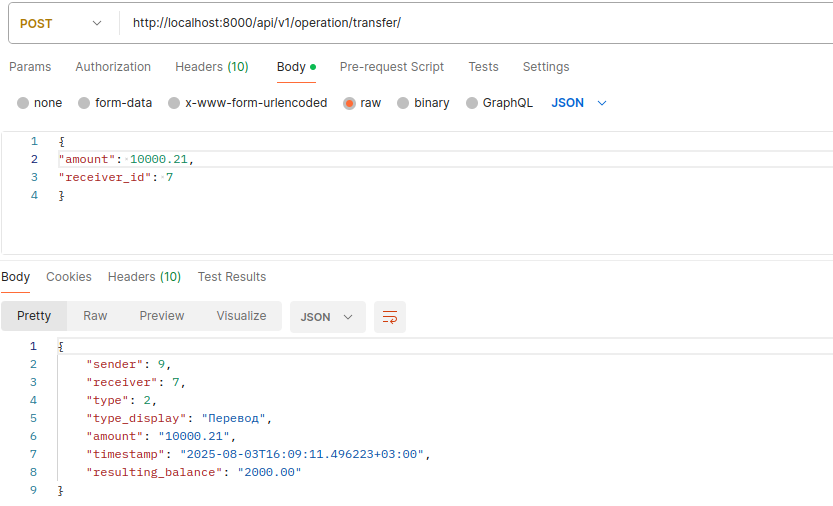 POST http://localhost:8000/api/v1/operation/transfer/
Params Authorization Headers (10) Body Pre-request Script Tests Settings
none form-data x-www-form-urlencoded raw binary GraphQL JSON
1 {
2 "amount": 10000.21,
3 "receiver_id": 7
4 }
Body Cookies Headers (10) Test Results
Pretty Raw Preview Visualize JSON
1 {
2 "sender": 9,
3 "receiver": 7,
4 "type": 2,
5 "type_display": "Перевод",
6 "amount": "10000.21",
7 "timestamp": "2025-08-03T16:09:11.496223+03:00",
8 "resulting_balance": "2000.00"
9 }